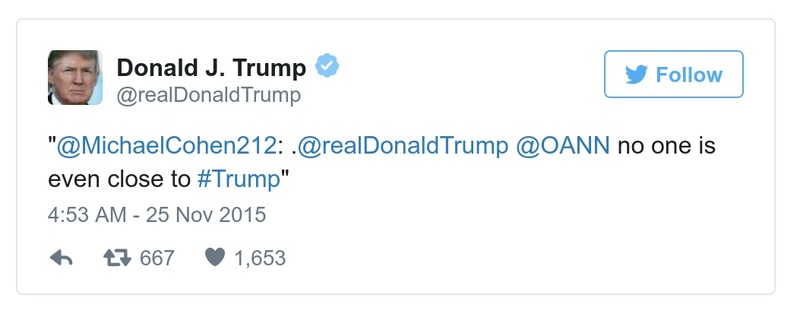 Donald J. Trump
@realDonaldTrump
Follow
"@MichaelCohen212: .@realDonaldTrump @OANN no one is
even close to #Trump"
4:53 AM - 25 Nov 2015
667 1,653